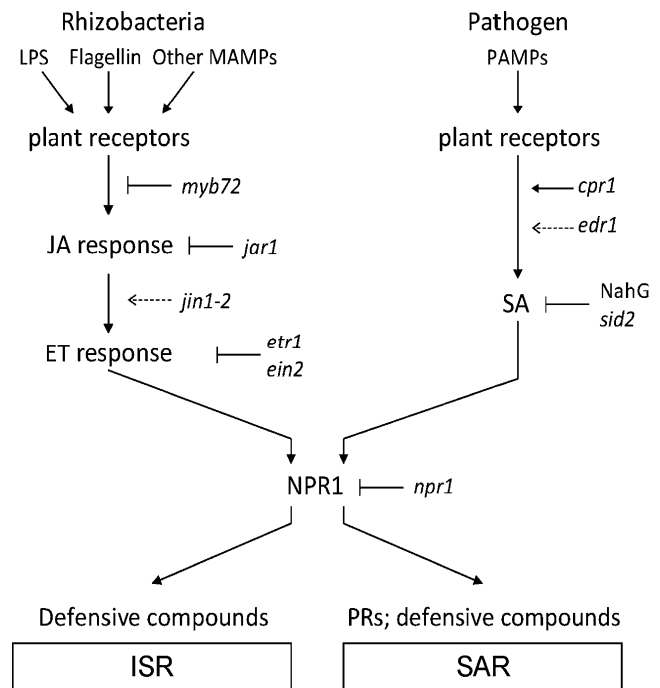 Rhizobacteria
Pathogen
LPS Flagellin Other MAMPs
PAMPs
plant receptors
plant receptors
myb72
cpr1
edr1
JA response
jar1
jin1-2
SA
NahG
sid2
ET response
etr1
ein2
NPR1
npr1
Defensive compounds
PRs; defensive compounds
ISR
SAR